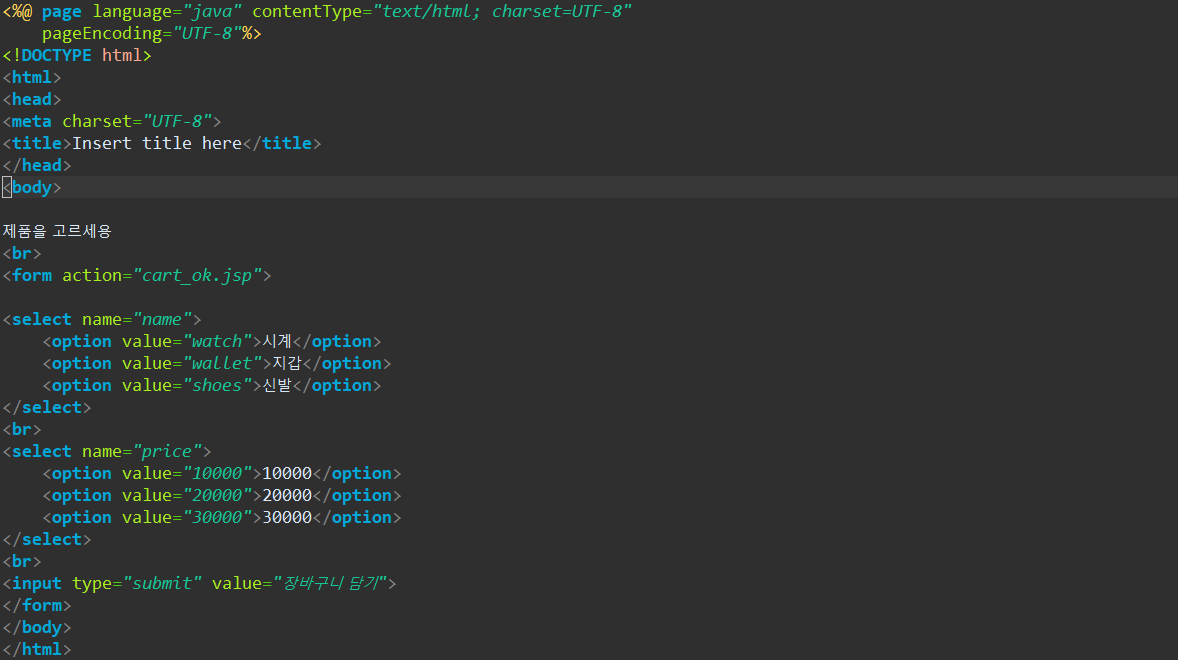 <%@ page language="java" contentType="text/html; charset=UTF-8"
    pageEncoding="UTF-8"%>
<!DOCTYPE html>
<html>
<head>
<meta charset="UTF-8">
<title>Insert title here</title>
</head>
<body>

제품을 고르세용
<br>
<form action="cart_ok.jsp">

<select name="name">
    <option value="watch">시계</option>
    <option value="wallet">지갑</option>
    <option value="shoes">신발</option>
</select>
<br>
<select name="price">
    <option value="10000">10000</option>
    <option value="20000">20000</option>
    <option value="30000">30000</option>
</select>
<br>
<input type="submit" value="장바구니 담기">
</form>
</body>
</html>